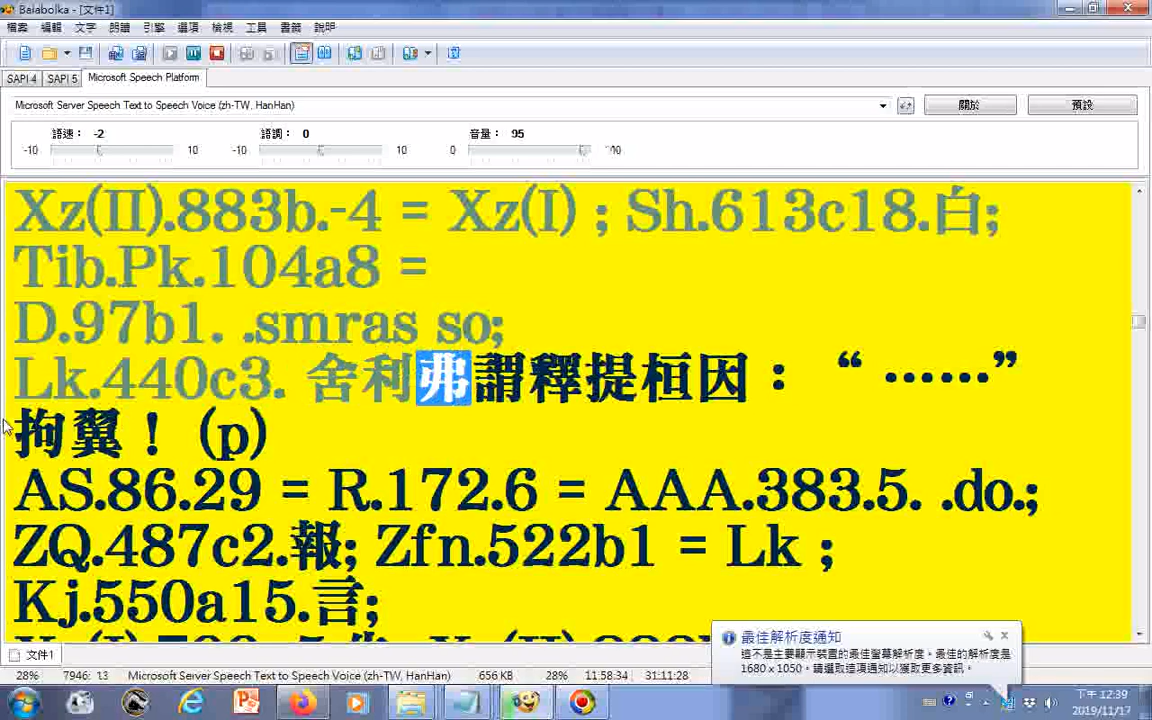 Balabolka - [文件1]
檔案 編輯 文字 朗讀 引擎 選項 檢視 工具 書籤 說明
SAPI 4 SAPI 5 Microsoft Speech Platform
Microsoft Server Speech Text to Speech Voice (zh-TW, HanHan) 關於 預設
語速： -2 語調： 0 音量： 95
-10 10 -10 10 0
Xz(II).883b.-4 = Xz(I) ; Sh.613c18.白;
Tib.Pk.104a8 =
D.97b1. .smras so;
Lk.440c3. 舍利弗謂釋提桓因：“……”
拘翼！(p)
AS.86.29 = R.172.6 = AAA.383.5. .do.;
ZQ.487c2.報; Zfn.522b1 = Lk ;
Kj.550a15.言;
最佳解析度通知
這不是主要顯示裝置的最佳螢幕解析度。最佳的解析度是
1680 x 1050。請選取這項通知以獲取更多資訊。
文件1
28% 7946: 13 Microsoft Server Speech Text to Speech Voice (zh-TW, HanHan) 656 KB 28% 11:58:34 31:11:28
下午 12:39
2019/11/17